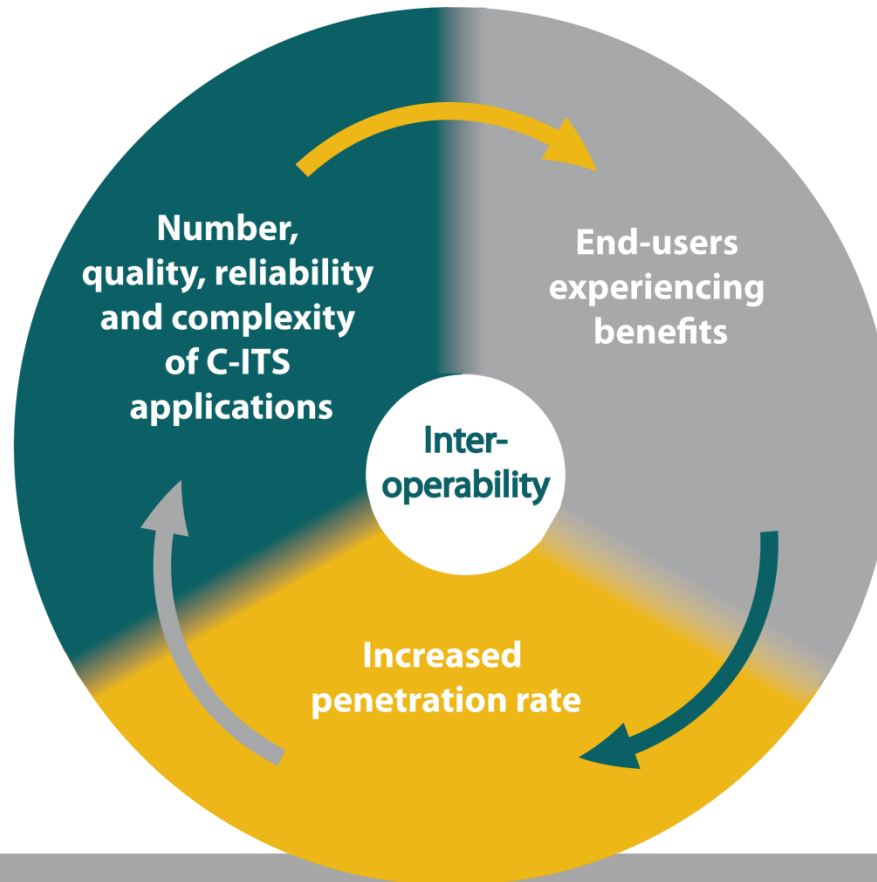 Number,
quality, reliability
and complexity
of C-ITS
applications
End-users
experiencing
benefits
Inter-
operability
Increased
penetration rate